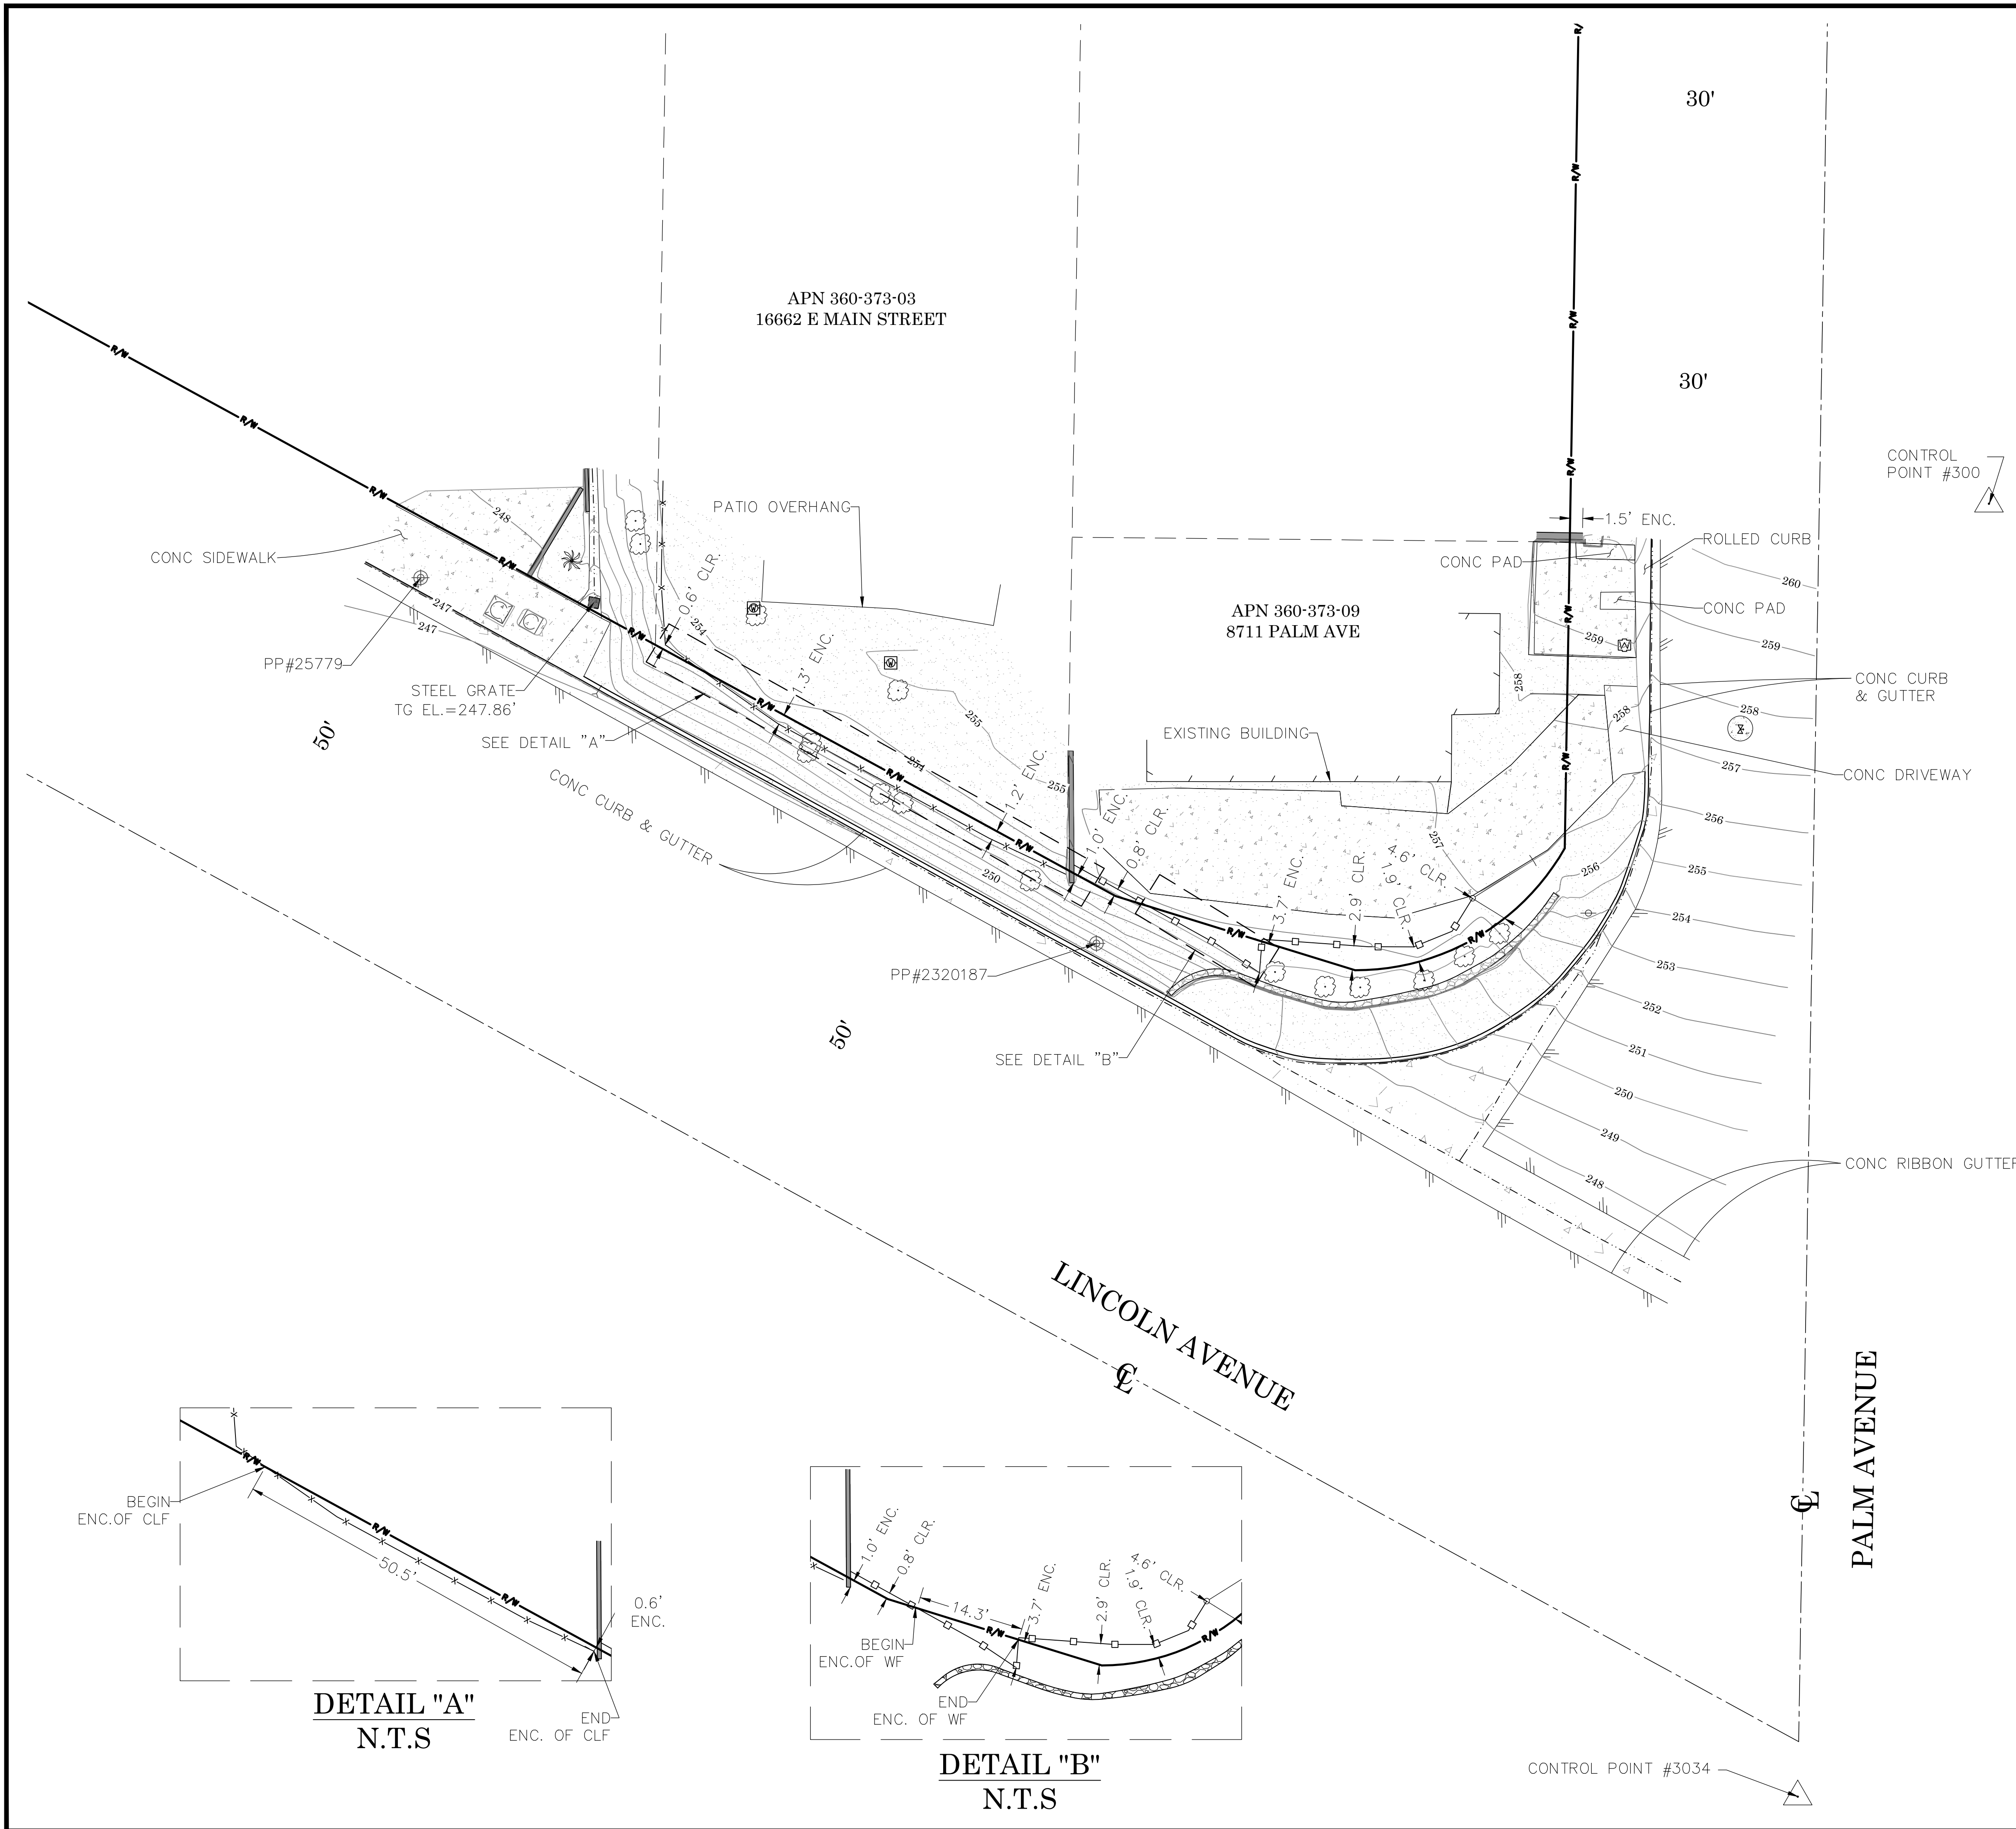 R/
30'
R/W
30'
APN 360-373-03
16662 E MAIN STREET
R/W
R/W
R/W
R/W
R/W
CONTROL
POINT #300
248
PATIO OVERHANG
1.5' ENC.
ROLLED CURB
CONC SIDEWALK
R/W
CONC PAD
260
0.6' CLR.
247
247
W
APN 360-373-09
8711 PALM AVE
R/W
CONC PAD
254
R/W
259
W
259
PP#25779
W
1.3' ENC.
258
CONC CURB
& GUTTER
STEEL GRATE
TG EL.=247.86'
R/W
255
258
258
50'
SEE DETAIL "A"
EXISTING BUILDING
R/W
254
R/W
257
CONC DRIVEWAY
CONC CURB & GUTTER
1.2' ENC.
255
1.0' ENC.
0.8' CLR.
257
256
R/W
4.6' CLR.
1.9' CLR.
256
255
250
3.7' ENC.
2.9' CLR.
254
R/W
R/W
PP#2320187
253
252
50'
SEE DETAIL "B"
251
250
249
CONC RIBBON GUTTER
248
LINCOLN AVENUE
CL
PALM AVENUE
CL
R/W
BEGIN
ENC.OF CLF
R/W
50.5'
R/W
0.6'
ENC.
END
ENC. OF CLF
DETAIL "A"
N.T.S
1.0' ENC.
0.8' CLR.
14.3'
3.7' ENC.
2.9' CLR.
1.9' CLR.
4.6' CLR.
R/W
R/W
BEGIN
ENC.OF WF
END
ENC. OF WF
DETAIL "B"
N.T.S
CONTROL POINT #3034